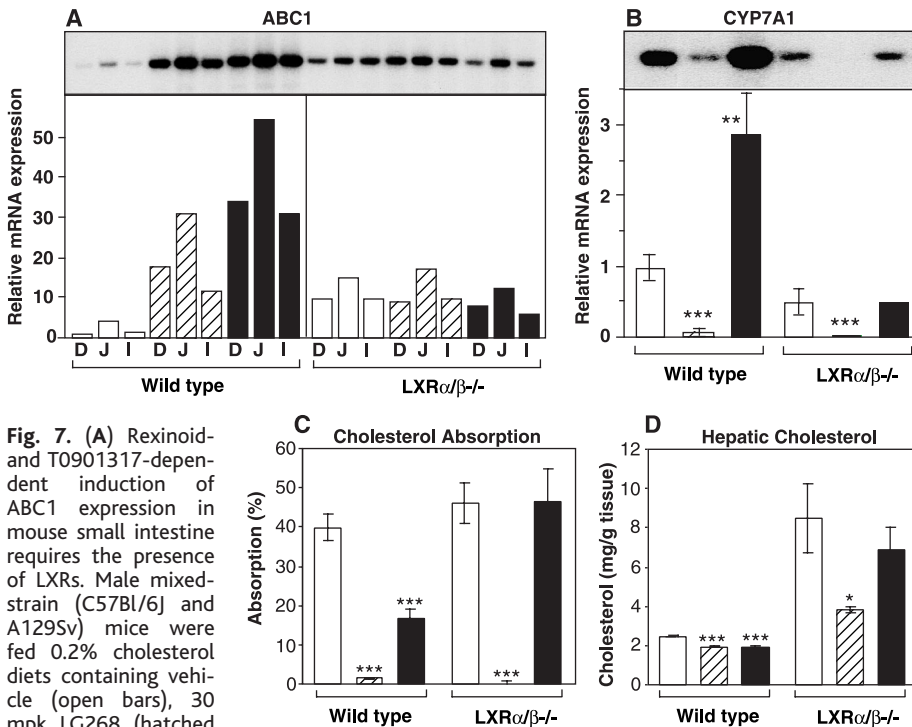 A
ABC1
Relative mRNA expression
50
40
30
20
10
0
D J I D J I D J I D J I D J I D J I
Wild type
LXRα/β-/-
B
CYP7A1
Relative mRNA expression
3
2
1
0
***
**
***
Wild type
LXRα/β-/-
Fig. 7. (A) Rexinoid-
and T0901317-depen-
dent induction of
ABC1 expression in
mouse small intestine
requires the presence
of LXRs. Male mixed-
strain (C57Bl/6J and
A129Sv) mice were
fed 0.2% cholesterol
diets containing vehi-
cle (open bars), 30
mpk LG268 (hatched
C
Cholesterol Absorption
Absorption (%)
60
50
40
30
20
10
0
***
***
***
Wild type
LXRα/β-/-
D
Hepatic Cholesterol
Cholesterol (mg/g tissue)
12
10
8
6
4
2
0
***
***
*
Wild type
LXRα/β-/-